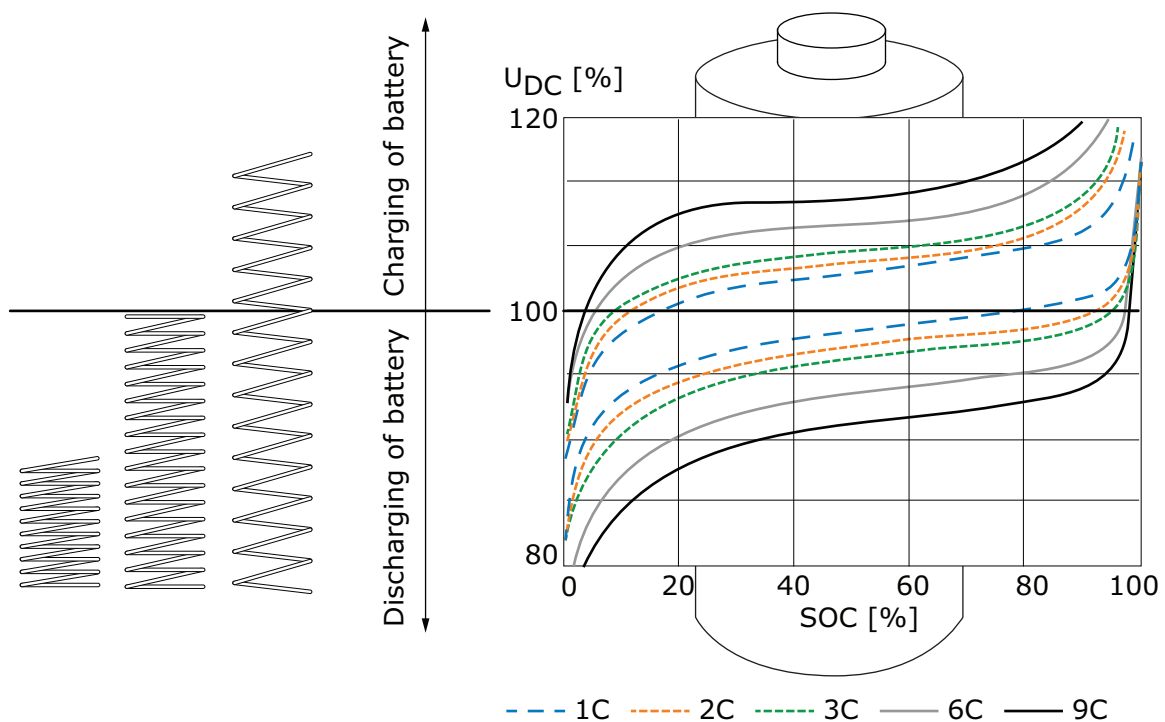 Charging of battery
Discharging of battery
U_DC [%]
120
100
80
0 20 40 60 80 100
SOC [%]
1C 2C 3C 6C 9C